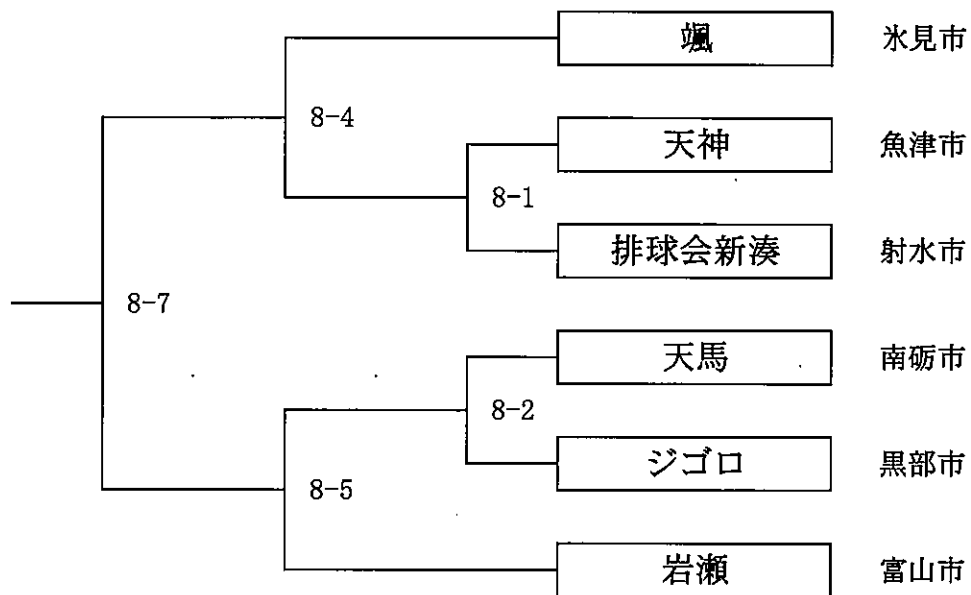 颯 氷見市
8-4
天神 魚津市
8-1
排球会新湊 射水市
8-7
天馬 南砺市
8-2
ジゴロ 黒部市
8-5
岩瀬 富山市